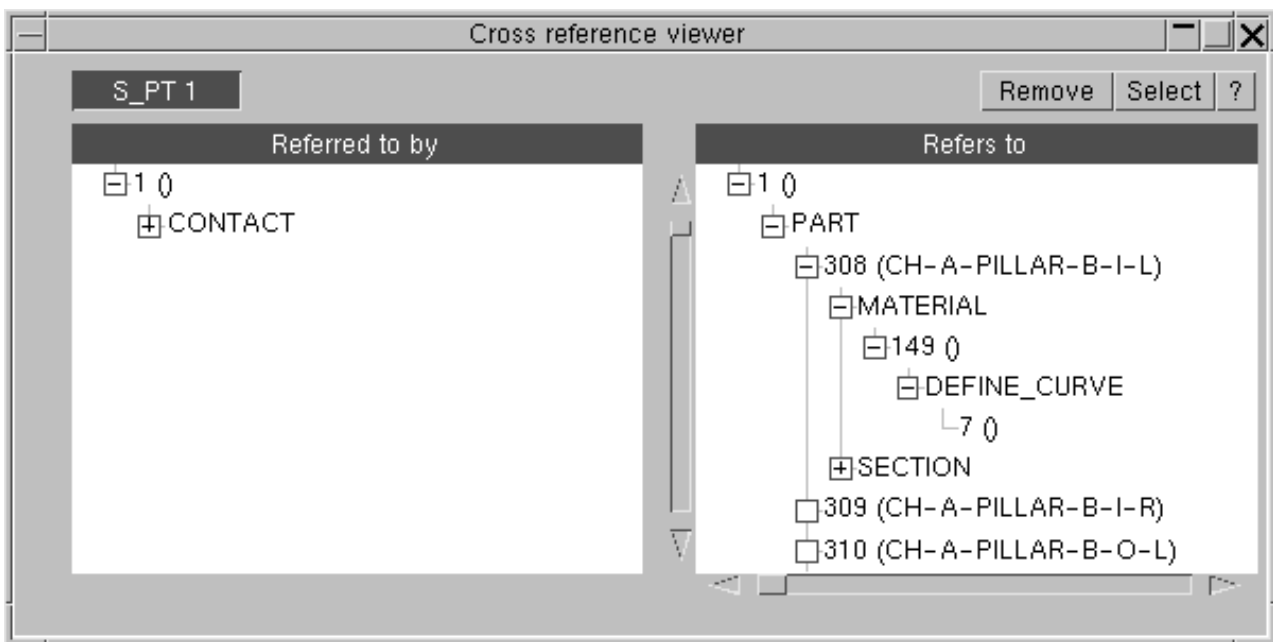 Cross reference viewer
S_PT 1
Remove Select ?
Referred to by
1 ()
CONTACT
Refers to
1 ()
PART
308 (CH-A-PILLAR-B-I-L)
MATERIAL
149 ()
DEFINE_CURVE
7 ()
SECTION
309 (CH-A-PILLAR-B-I-R)
310 (CH-A-PILLAR-B-O-L)